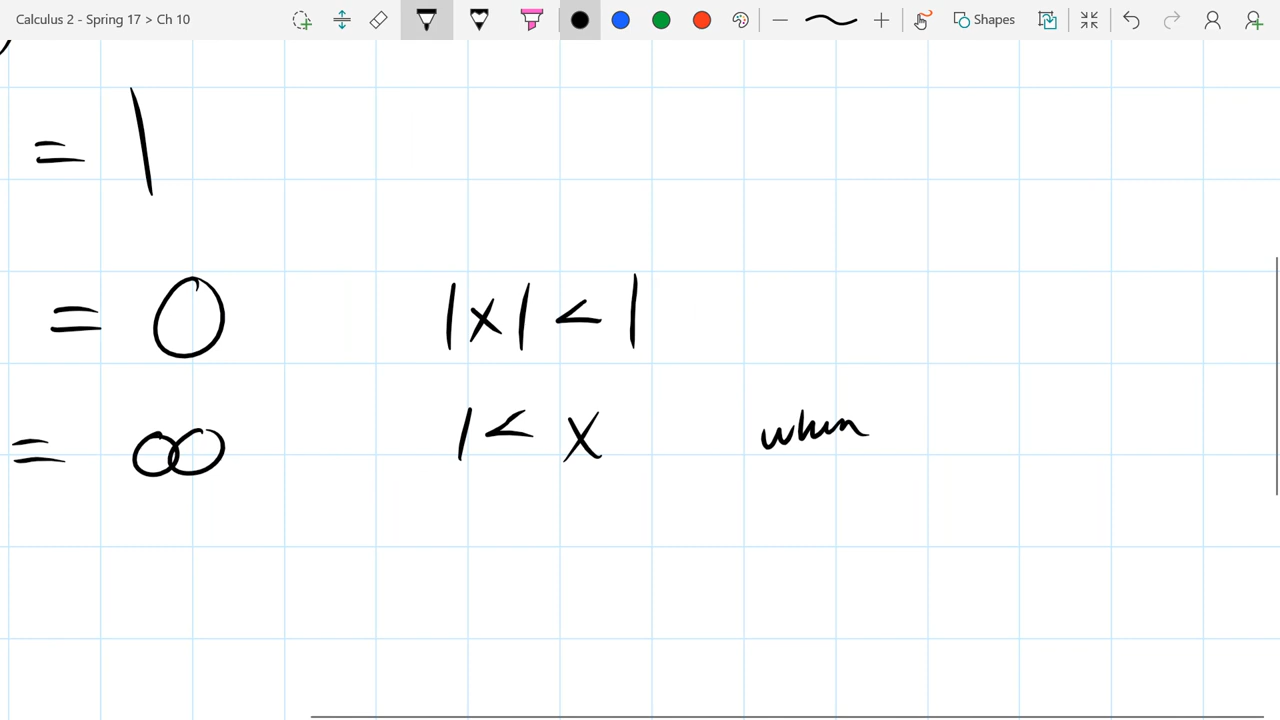 Calculus 2 - Spring 17 > Ch 10
Shapes
= 1
= 0 |x| < 1
= ∞ 1 < x when